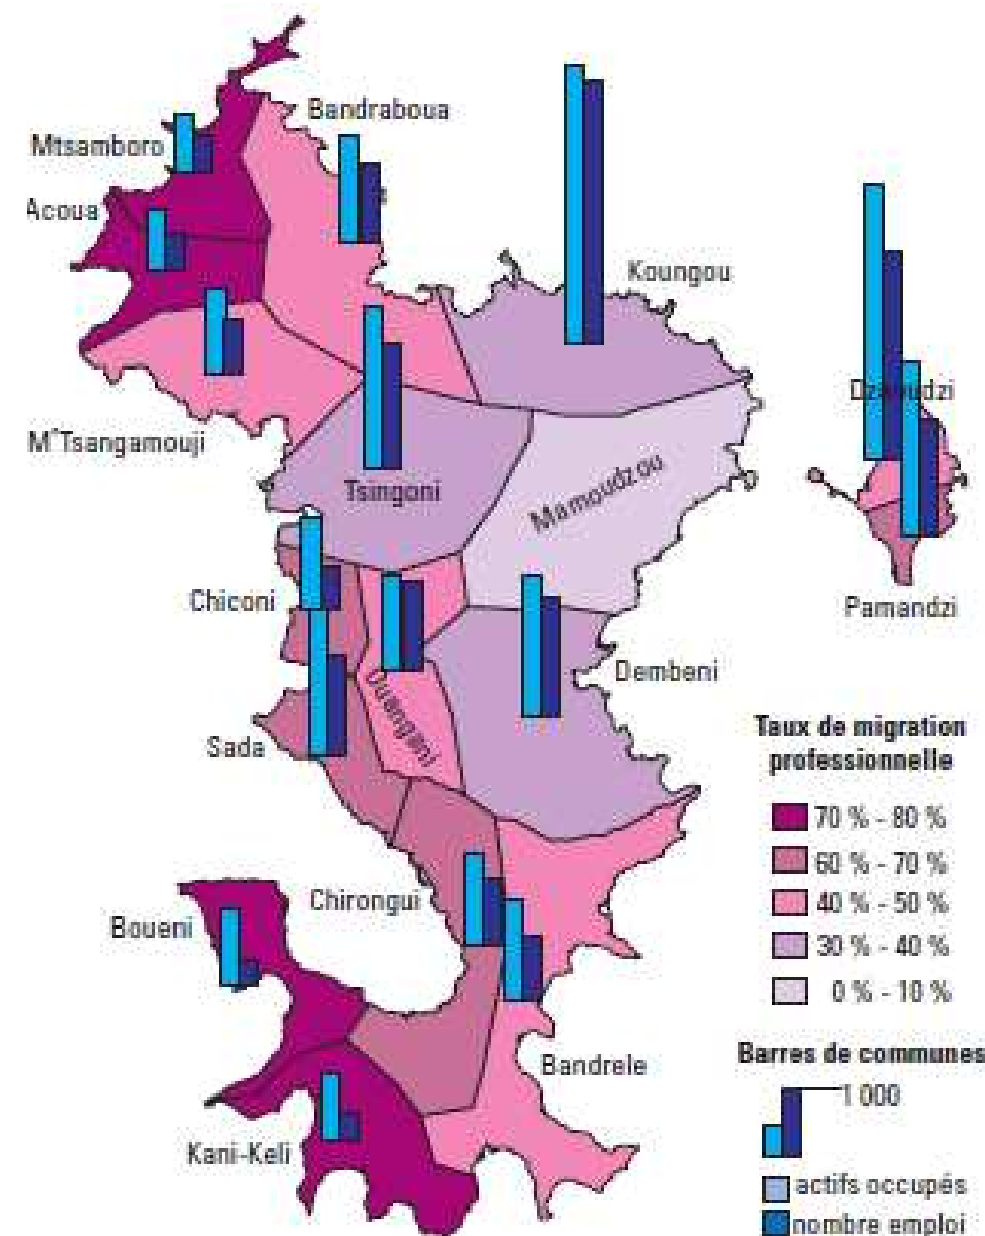 Bandraboua
Mtsamboro
Acoua
Koungou
Dzaoudzi
M'Tsangamouji
Tsingoni
Mamoudzou
Chiconi
Pamandzi
Dembeni
Ouangani
Sada
Taux de migration
professionnelle
70 % - 80 %
60 % - 70 %
40 % - 50 %
30 % - 40 %
0 % - 10 %
Chirongui
Boueni
Barres de communes
Bandrele
1 000
Kani-Keli
actifs occupés
nombre emploi